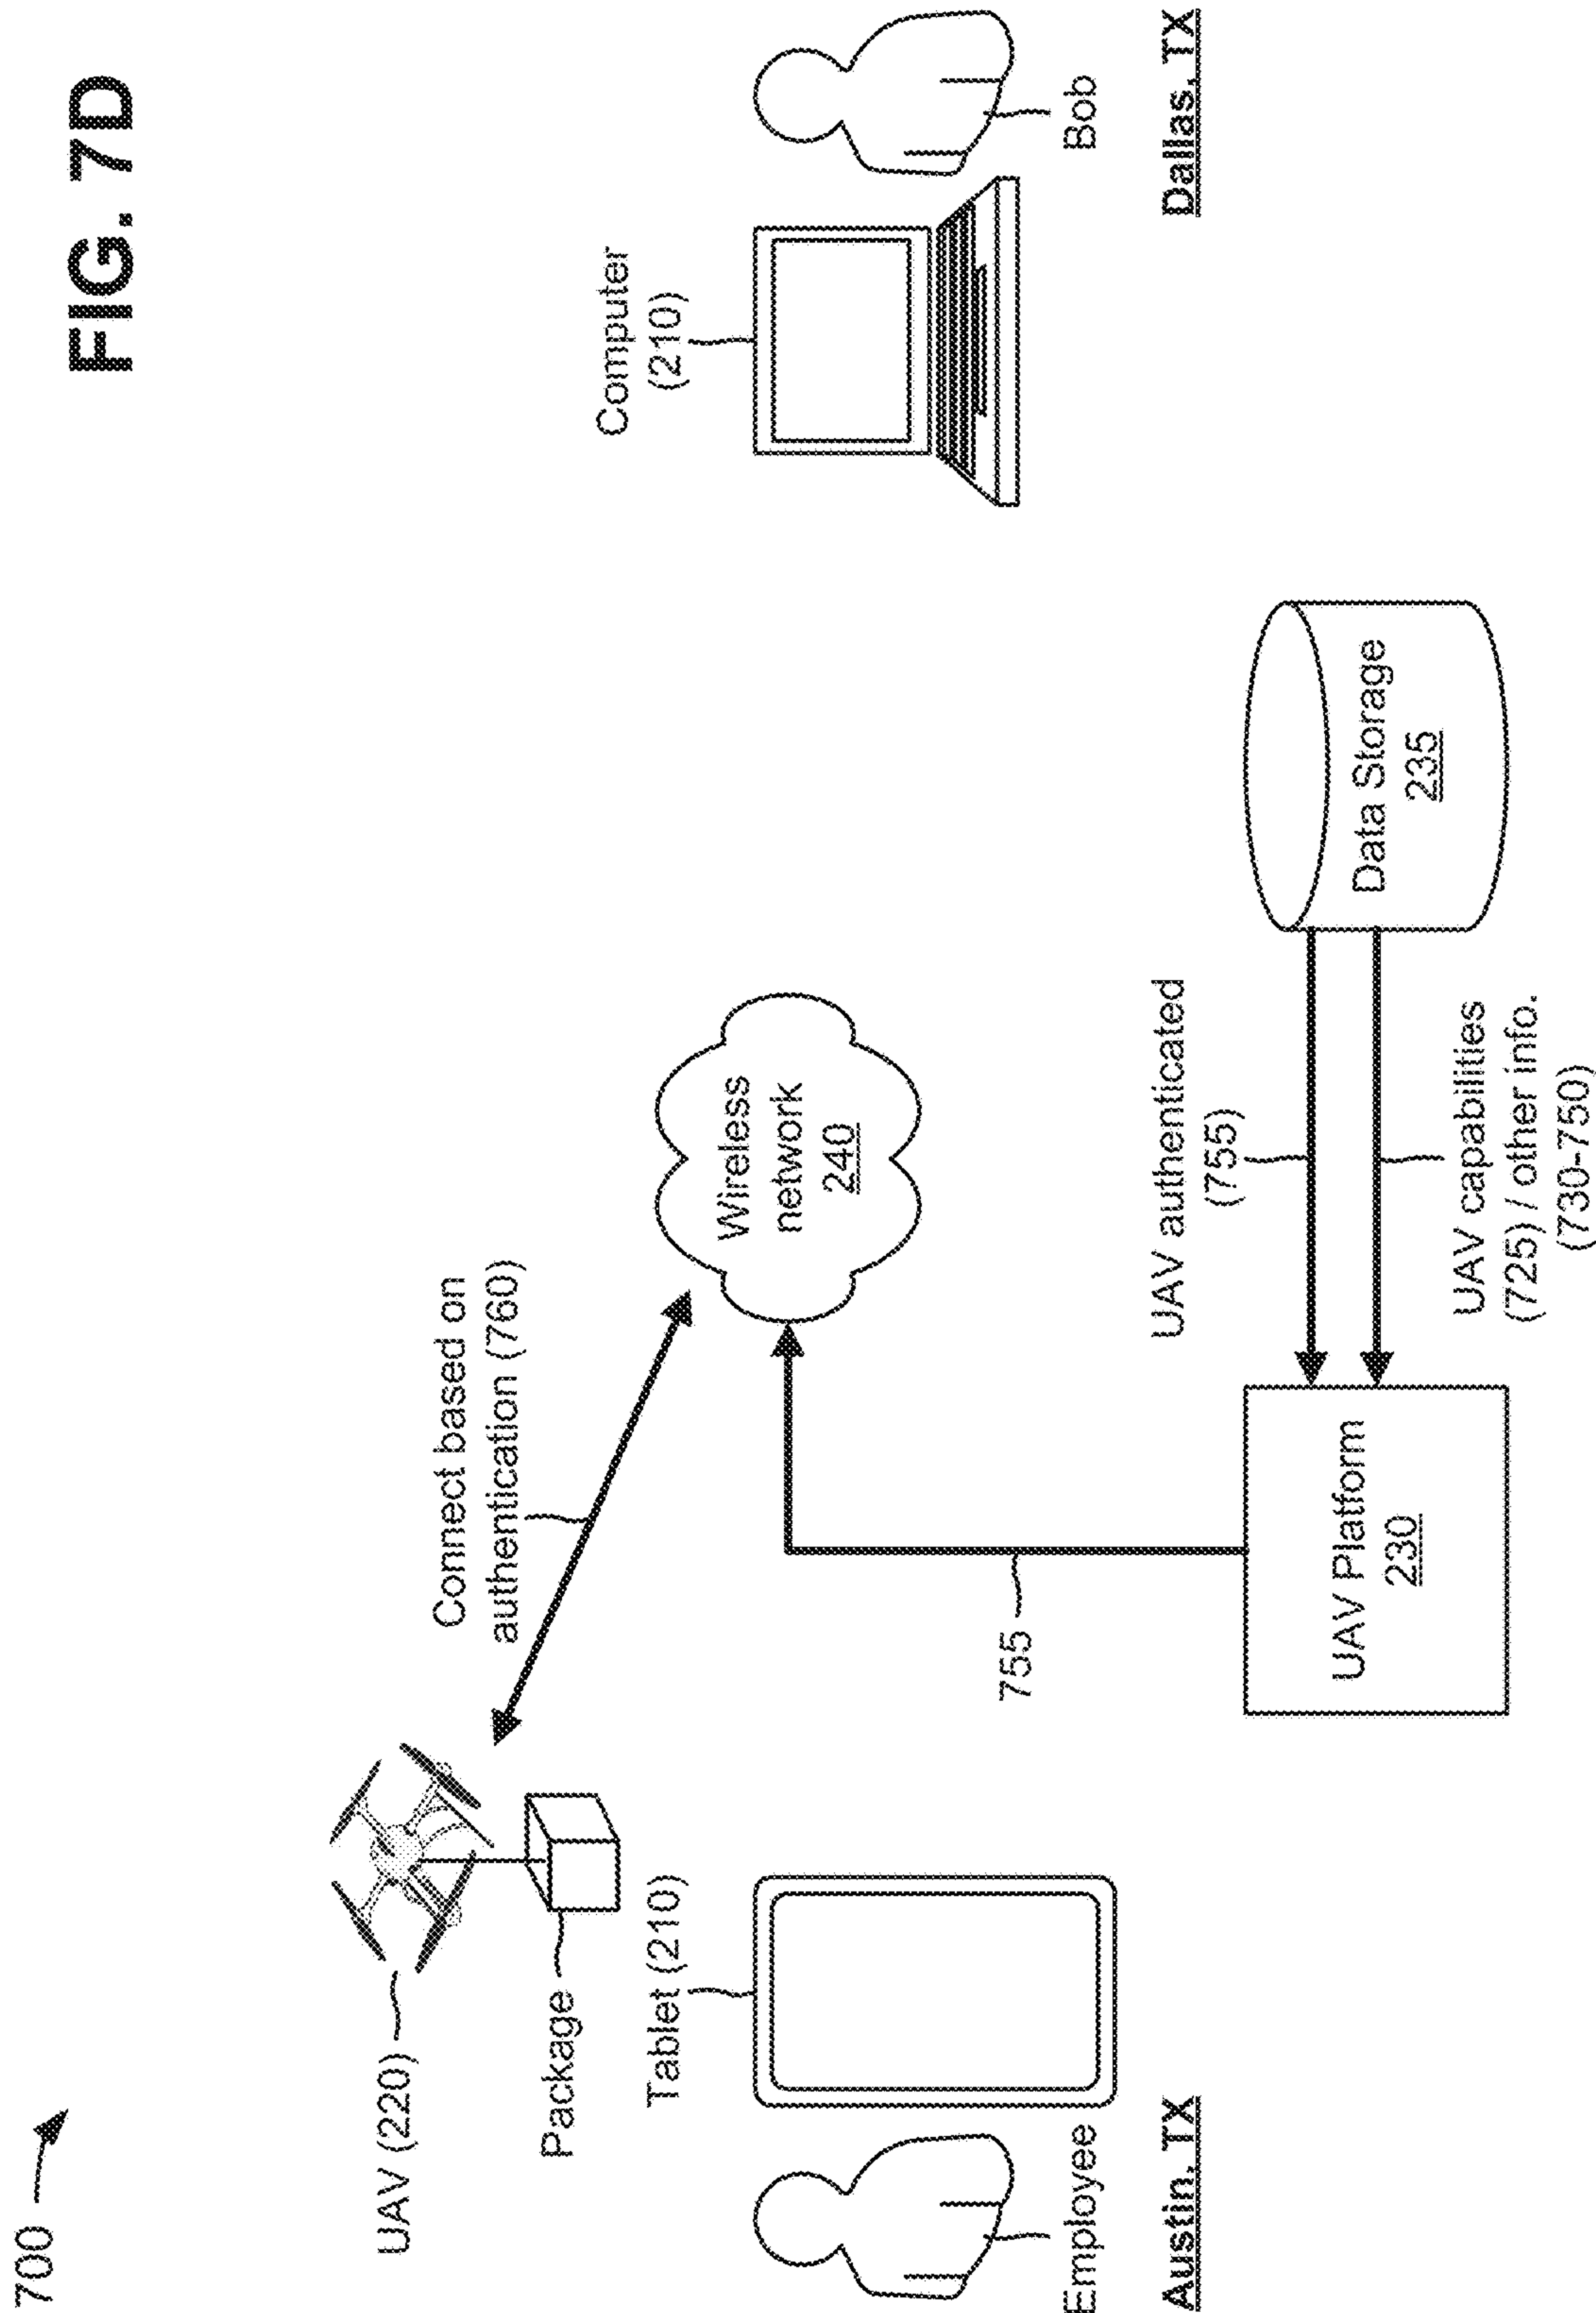 700
FIG. 7D
UAV (220)
Connect based on
authentication (760)
Package
Tablet (210)
Computer
(210)
Wireless
network
240
Employee
Bob
755
Austin, TX
Dallas, TX
UAV authenticated
(755)
UAV Platform
230
Data Storage
235
UAV capabilities
(725) / other info.
(730-750)